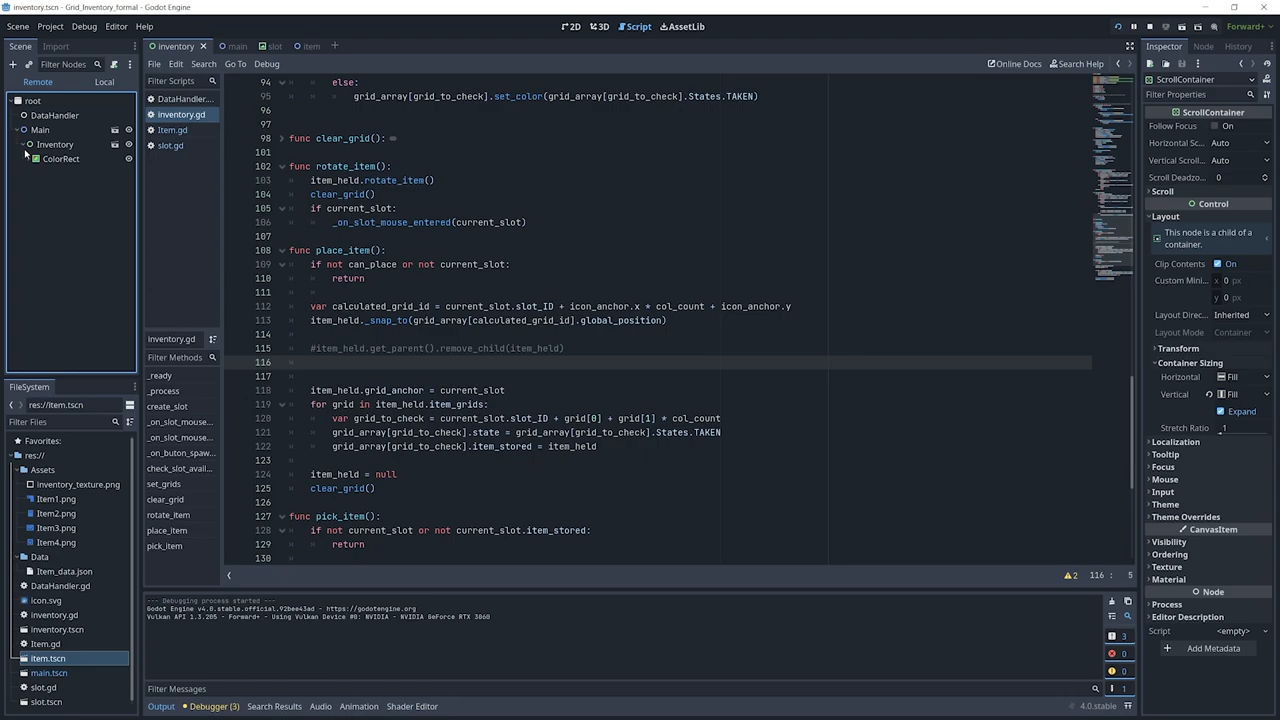 inventory.tscn - Grid_Inventory_formal - Godot Engine
Scene Project Debug Editor Help
2D 3D Script AssetLib
Forward+
Scene Import
Filter Nodes
Remote Local
root
DataHandler
Main
Inventory
ColorRect
FileSystem
res://item.tscn
Filter Files
Favorites:
res://
Assets
inventory_texture.png
Item1.png
Item2.png
Item3.png
Item4.png
Data
Item_data.json
DataHandler.gd
icon.svg
inventory.gd
inventory.tscn
Item.gd
item.tscn
main.tscn
slot.gd
slot.tscn
inventory main slot item
File Edit Search Go To Debug
Online Docs Search Help
Filter Scripts
DataHandler....
inventory.gd
Item.gd
slot.gd
inventory.gd
Filter Methods
_ready
_process
create_slot
_on_slot_mouse...
_on_slot_mouse...
_on_buton_spaw...
check_slot_avai...
set_grids
clear_grid
rotate_item
place_item
pick_item
94 else:
95 grid_array[grid_to_check].set_color(grid_array[grid_to_check].States.TAKEN)
96
97
98 func clear_grid():
101
102 func rotate_item():
103 item_held.rotate_item()
104 clear_grid()
105 if current_slot:
106 _on_slot_mouse_entered(current_slot)
107
108 func place_item():
109 if not can_place or not current_slot:
110 return
111
112 var calculated_grid_id = current_slot.slot_ID + icon_anchor.x * col_count + icon_anchor.y
113 item_held._snap_to(grid_array[calculated_grid_id].global_position)
114
115 #item_held.get_parent().remove_child(item_held)
116
117
118 item_held.grid_anchor = current_slot
119 for grid in item_held.item_grids:
120 var grid_to_check = current_slot.slot_ID + grid[0] + grid[1] * col_count
121 grid_array[grid_to_check].state = grid_array[grid_to_check].States.TAKEN
122 grid_array[grid_to_check].item_stored = item_held
123
124 item_held = null
125 clear_grid()
126
127 func pick_item():
128 if not current_slot or not current_slot.item_stored:
129 return
130
2 116 : 5
--- Debugging process started ---
Godot Engine v4.0.stable.official.92bee43ad - https://godotengine.org
Vulkan API 1.3.205 - Forward+ - Using Vulkan Device #0: NVIDIA - NVIDIA GeForce RTX 3060
3
0
0
1
Filter Messages
Output Debugger (3) Search Results Audio Animation Shader Editor
4.0.stable
Inspector Node History
ScrollContainer
Filter Properties
ScrollContainer
Follow Focus On
Horizontal Sc... Auto
Vertical Scroll... Auto
Scroll Deadzo... 0
Scroll
Control
Layout
This node is a child of a
container.
Clip Contents On
Custom Mini... x 0 px
y 0 px
Layout Direc... Inherited
Layout Mode Container
Transform
Container Sizing
Horizontal Fill
Vertical Fill
Expand
Stretch Ratio 1
Localization
Tooltip
Focus
Mouse
Input
Theme
Theme Overrides
CanvasItem
Visibility
Ordering
Texture
Material
Node
Process
Editor Description
Script <empty>
Add Metadata